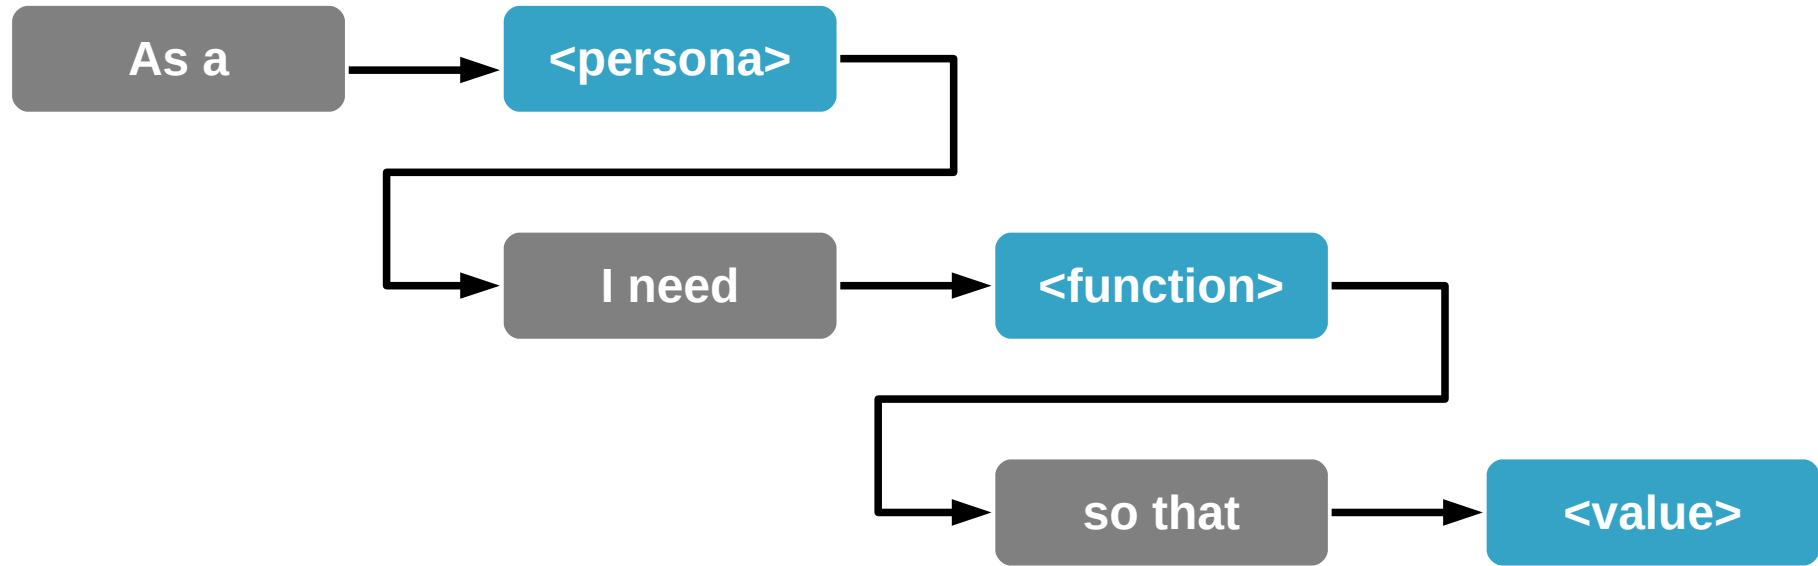 As a
<persona>
I need
<function>
so that
<value>